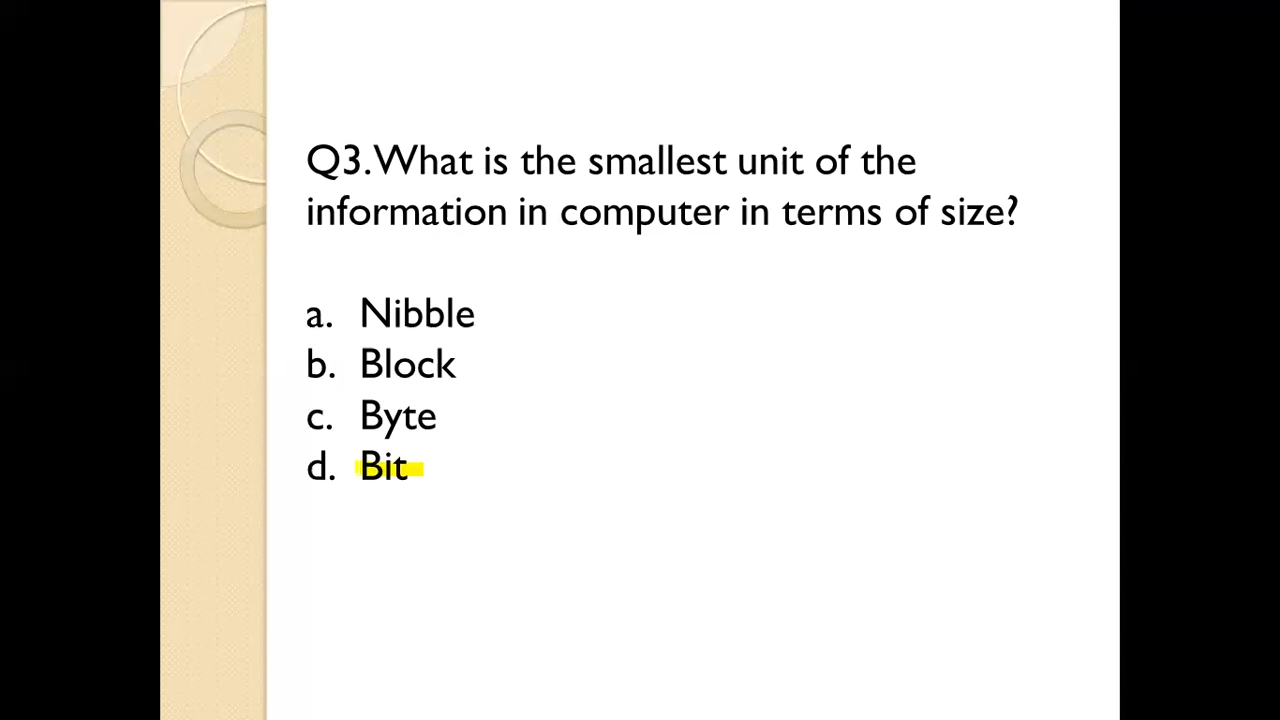 Q3.What is the smallest unit of the
information in computer in terms of size?
a. Nibble
b. Block
c. Byte
d. Bit